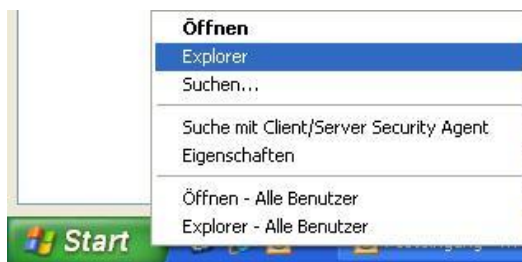 Öffnen
Explorer
Suchen...
Suche mit Client/Server Security Agent
Eigenschaften
Öffnen - Alle Benutzer
Explorer - Alle Benutzer
Start